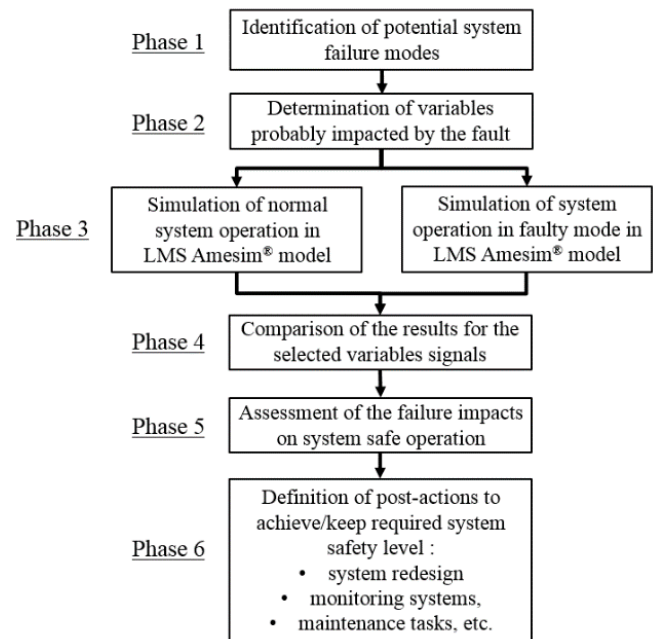 Phase 1
Identification of potential system
failure modes
Phase 2
Determination of variables
probably impacted by the fault
Phase 3
Simulation of normal
system operation in
LMS Amesim® model
Simulation of system
operation in faulty mode in
LMS Amesim® model
Phase 4
Comparison of the results for the
selected variables signals
Phase 5
Assessment of the failure impacts
on system safe operation
Phase 6
Definition of post-actions to
achieve/keep required system
safety level :
• system redesign
• monitoring systems,
• maintenance tasks, etc.